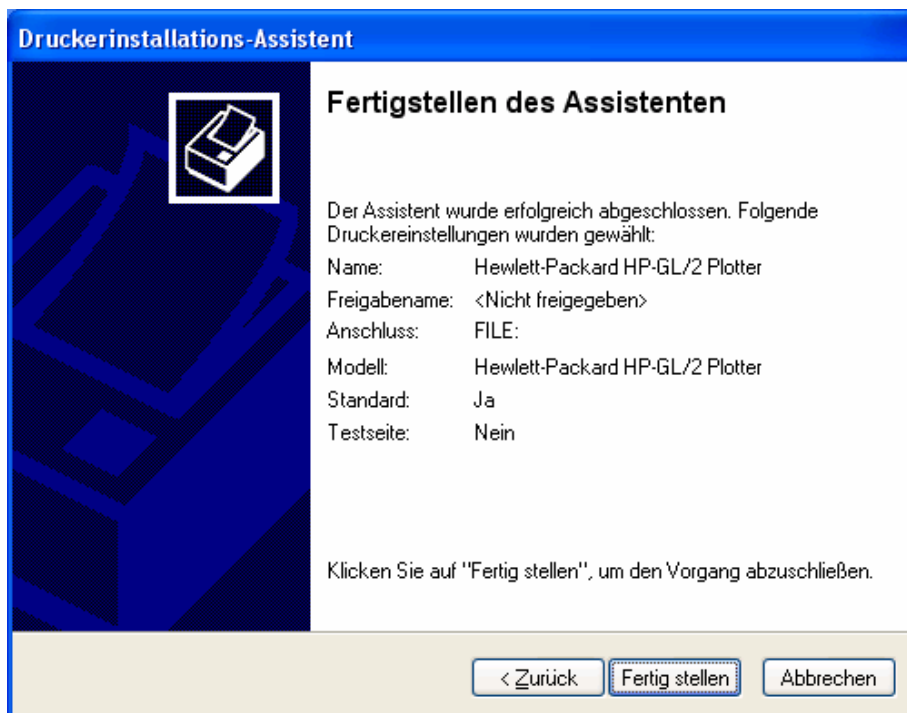 Druckerinstallations-Assistent
Fertigstellen des Assistenten
Der Assistent wurde erfolgreich abgeschlossen. Folgende
Druckereinstellungen wurden gewählt:
Name: Hewlett-Packard HP-GL/2 Plotter
Freigabename: <Nicht freigegeben>
Anschluss: FILE:
Modell: Hewlett-Packard HP-GL/2 Plotter
Standard: Ja
Testseite: Nein
Klicken Sie auf "Fertig stellen", um den Vorgang abzuschließen.
< Zurück Fertig stellen Abbrechen